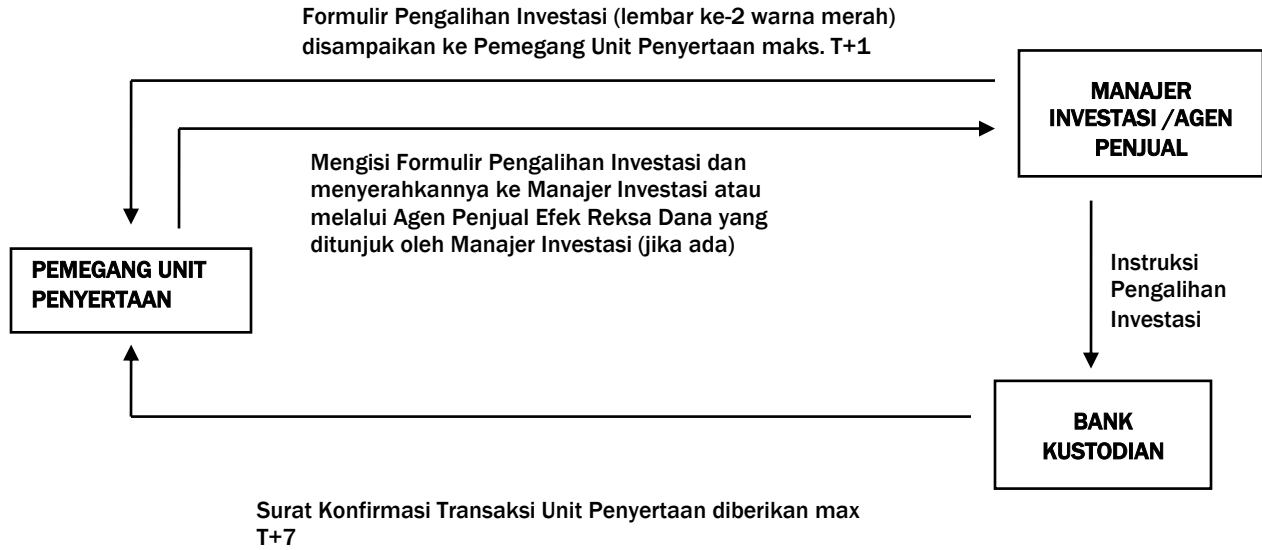 Formulir Pengalihan Investasi (lembar ke-2 warna merah)
disampaikan ke Pemegang Unit Penyertaan maks. T+1
MANAJER
INVESTASI /AGEN
PENJUAL
Mengisi Formulir Pengalihan Investasi dan
menyerahkannya ke Manajer Investasi atau
melalui Agen Penjual Efek Reksa Dana yang
ditunjuk oleh Manajer Investasi (jika ada)
PEMEGANG UNIT
PENYERTAAN
Instruksi
Pengalihan
Investasi
BANK
KUSTODIAN
Surat Konfirmasi Transaksi Unit Penyertaan diberikan max
T+7